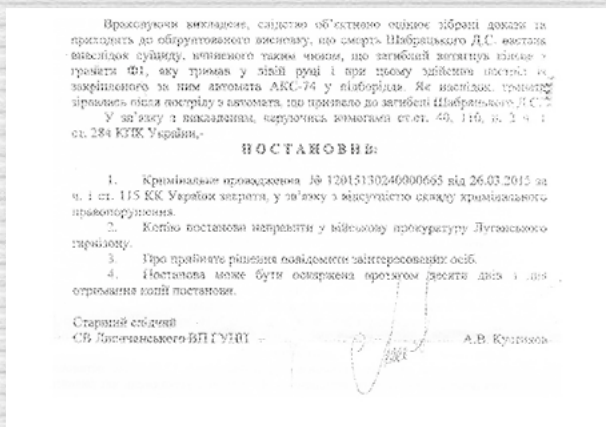 Враховуючи викладене, слідство об'єктивно оцінює зібрані докази та
приходить до обґрунтованого висновку, що смерть Шабрацького Д.С. настала
внаслідок суїциду, вчиненого таким чином, що загиблий витягнув кільце з
гранати Ф1, яку тримав у лівій руці і при цьому здійснив постріл із
закріпленого за ним автомата АКС-74 у підборіддя. Як наслідок, граната
зірвалась після пострілу з автомата, що призвело до загибелі Шабрацького Д.С.
У зв'язку з викладеним, керуючись вимогами ст.ст. 40, 110, п. 2 ч. 1
ст. 284 КПК України,-
ПОСТАНОВИВ:
1. Кримінальне провадження № 12015130240000665 від 26.03.2015 за
ч. 1 ст. 115 КК України закрити, у зв'язку з відсутністю складу кримінального
правопорушення.
2. Копію постанови направити у військову прокуратуру Луганського
гарнізону.
3. Про прийняте рішення повідомити заінтересованих осіб.
4. Постанова може бути оскаржена протягом десяти днів з дня
отримання копії постанови.
Старший слідчий
СВ Лисичанського ВП ГУНП
А.В.